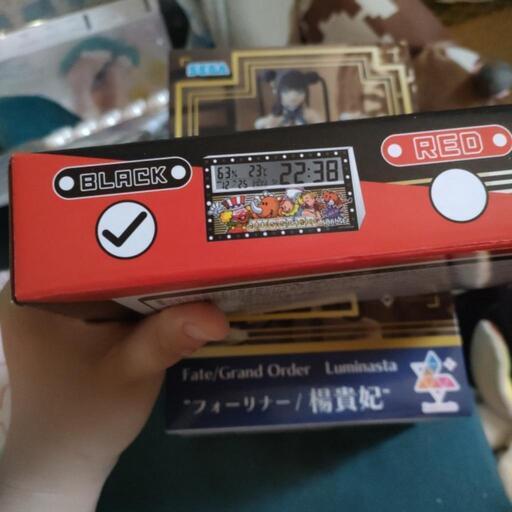 SEGA
BLACK
RED
63% 23℃ 22:38
12 25
JUGGLER
Fate/Grand Order Luminasta
"フォーリナー/楊貴妃"